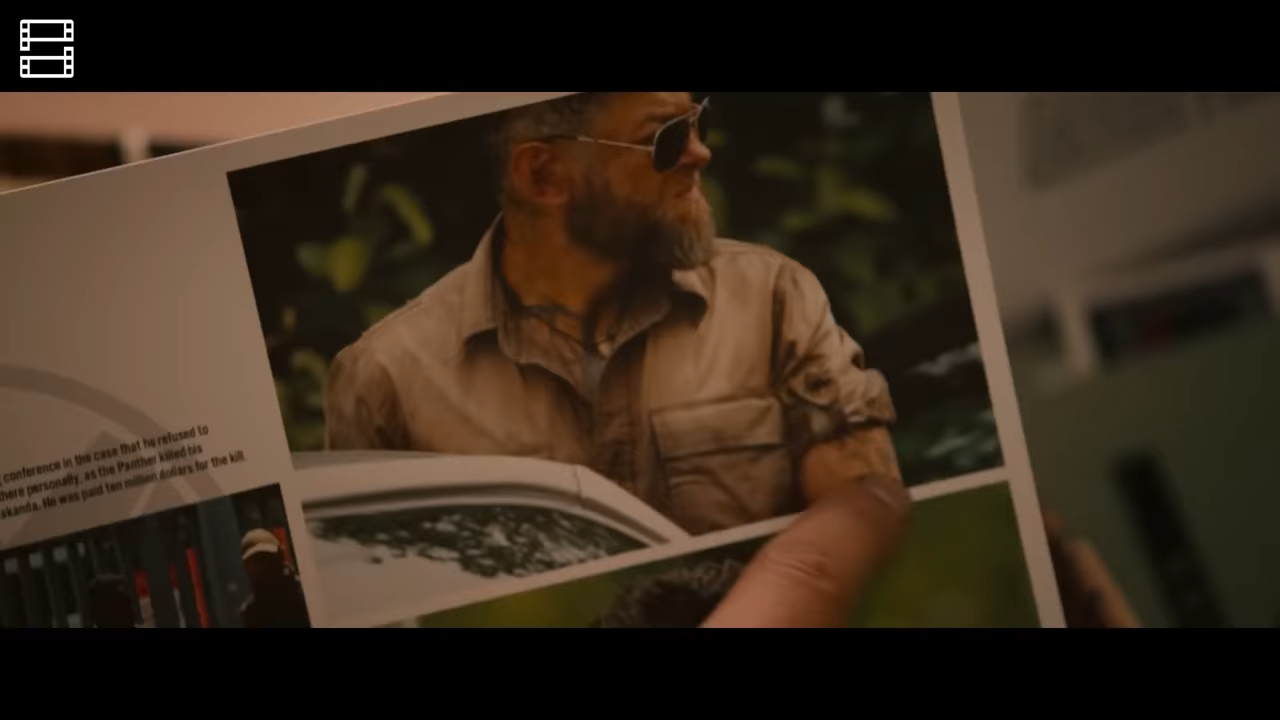 conference in the case that he refused to
there personally, as the Panther killed his
akanda. He was paid ten million dollars for the kill.